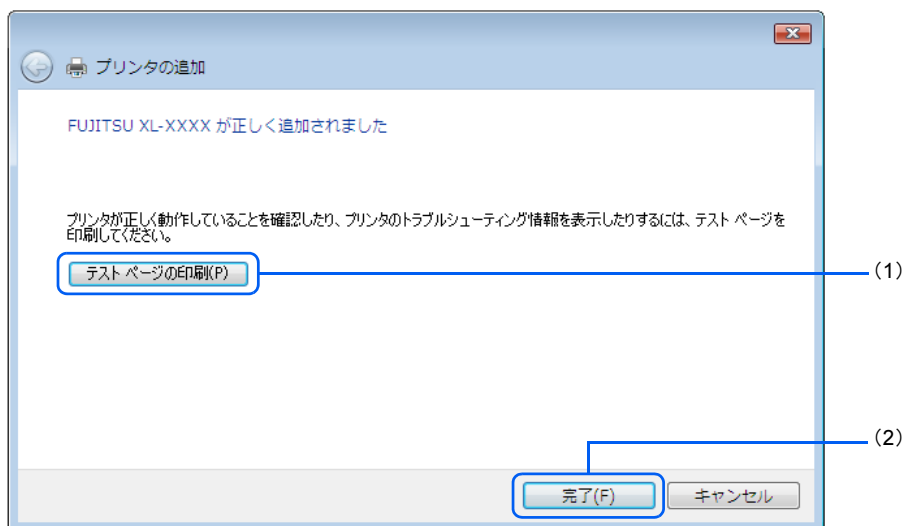 プリンタの追加
FUJITSU XL-XXXX が正しく追加されました
プリンタが正しく動作していることを確認したり、プリンタのトラブルシューティング情報を表示したりするには、テスト ページを
印刷してください。
テスト ページの印刷(P)
(1)
(2)
完了(F)
キャンセル